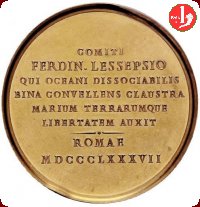 COMITI
FERDIN. LESSEPSIO
QUI OCEANI DISSOCIABILIS
BINA CONVELLENS CLAUSTRA
MARIUM TERRARUMQUE
LIBERTATEM AUXIT
ROMAE
MDCCCLXXXVII